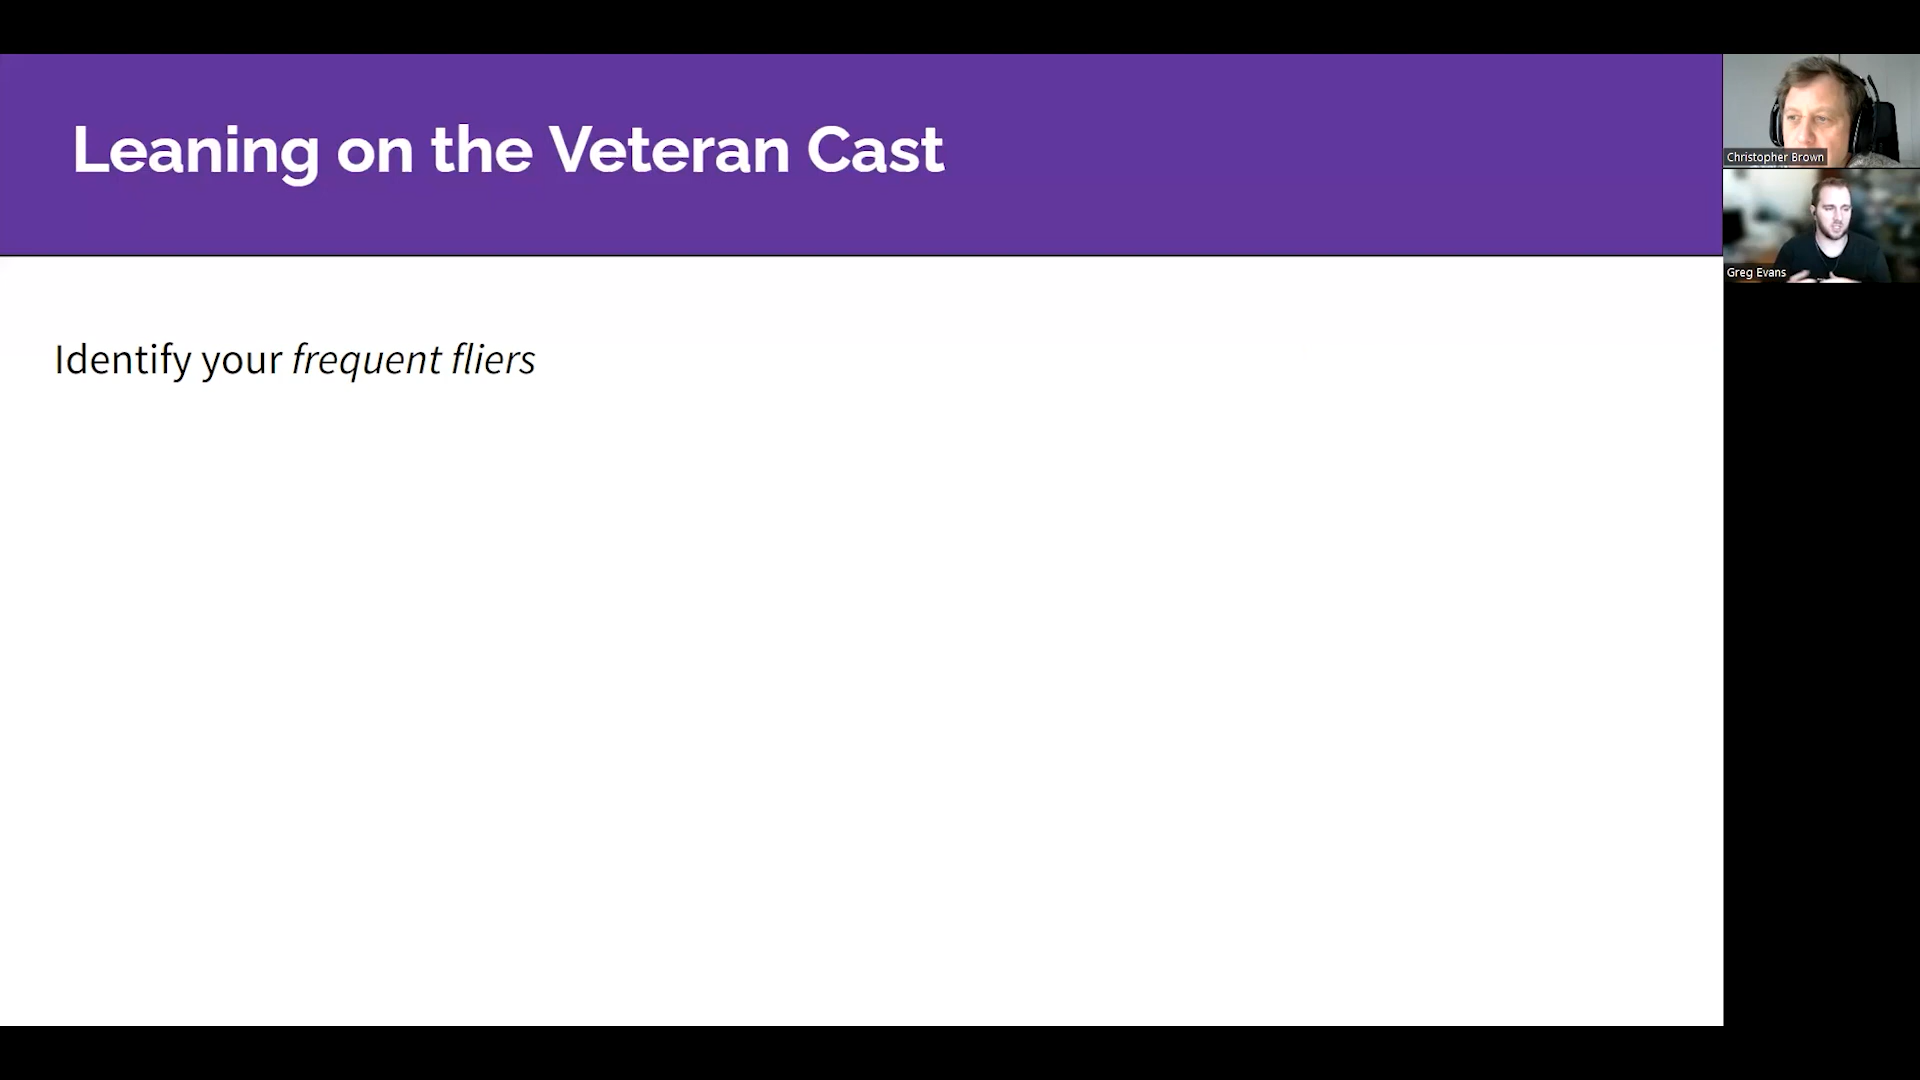 Leaning on the Veteran Cast
Identify your frequent fliers
Christopher Brown
Greg Evans